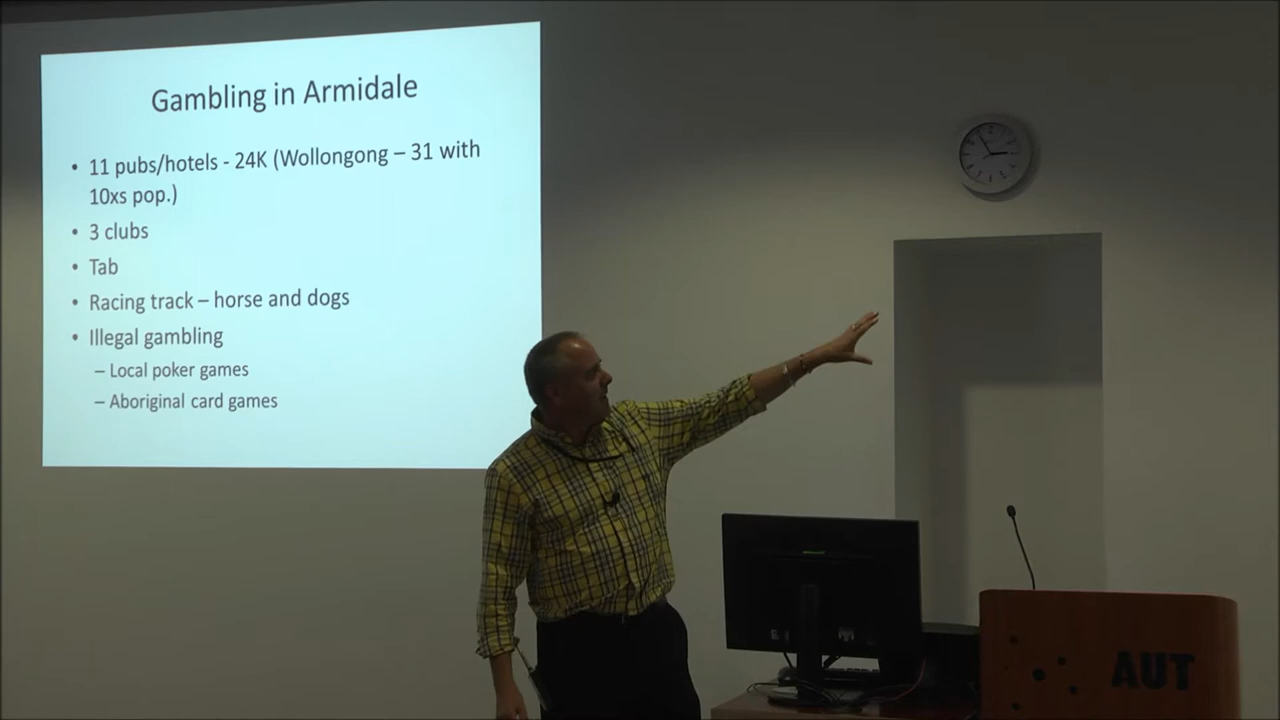 Gambling in Armidale
• 11 pubs/hotels - 24K (Wollongong – 31 with
10xs pop.)
• 3 clubs
• Tab
• Racing track – horse and dogs
• Illegal gambling
– Local poker games
– Aboriginal card games
AUT